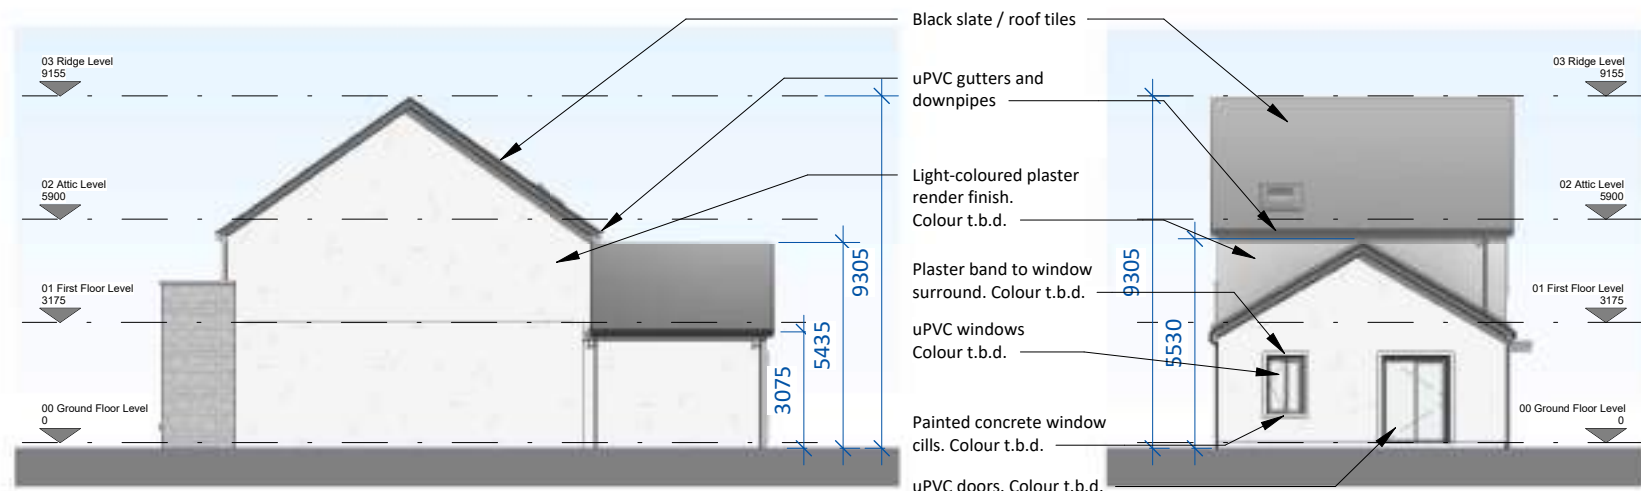 03 Ridge Level
9155
02 Attic Level
5900
01 First Floor Level
3175
00 Ground Floor Level
0
3075
5435
9305
Black slate / roof tiles
uPVC gutters and
downpipes
Light-coloured plaster
render finish.
Colour t.b.d.
Plaster band to window
surround. Colour t.b.d.
uPVC windows
Colour t.b.d.
Painted concrete window
cills. Colour t.b.d.
uPVC doors. Colour t.b.d.
9305
5530
03 Ridge Level
9155
02 Attic Level
5900
01 First Floor Level
3175
00 Ground Floor Level
0